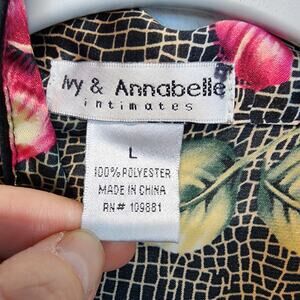 Ivy & Annabelle
intimates
L
100% POLYESTER
MADE IN CHINA
RN# 109881